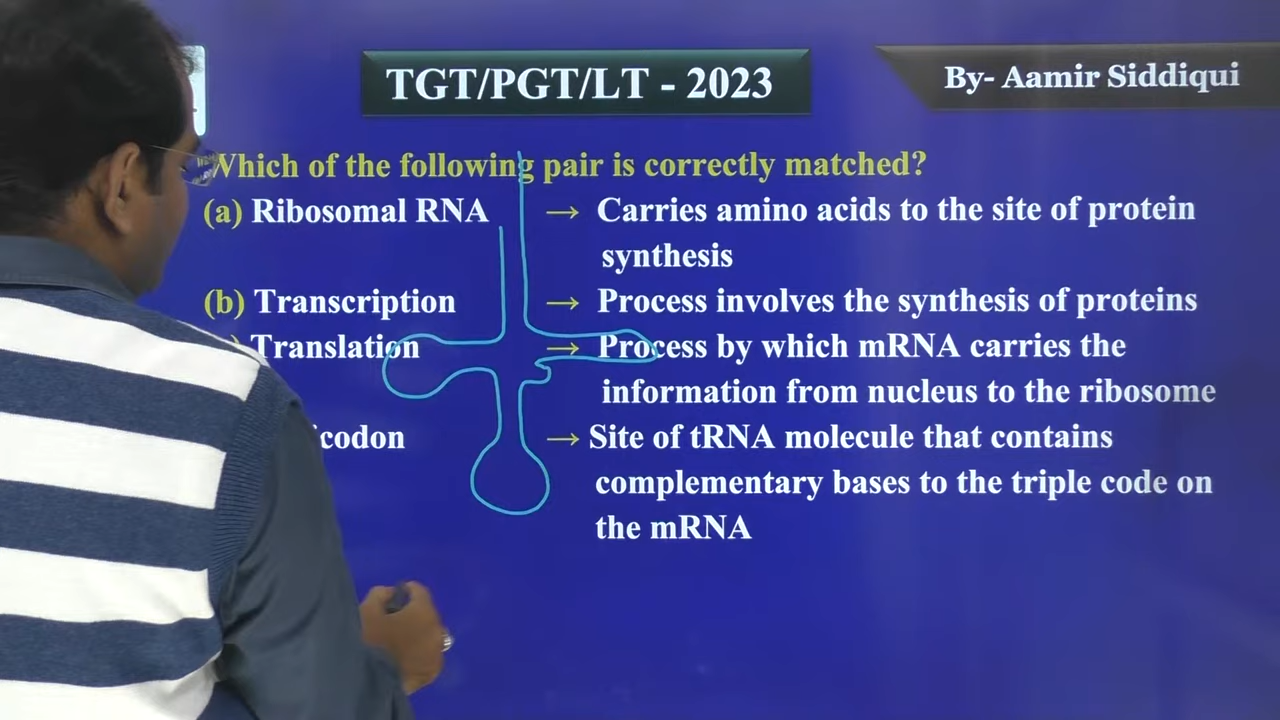 TGT/PGT/LT - 2023
By- Aamir Siddiqui
Which of the following pair is correctly matched?
(a) Ribosomal RNA → Carries amino acids to the site of protein
synthesis
(b) Transcription → Process involves the synthesis of proteins
) Translation → Process by which mRNA carries the
information from nucleus to the ribosome
codon → Site of tRNA molecule that contains
complementary bases to the triple code on
the mRNA